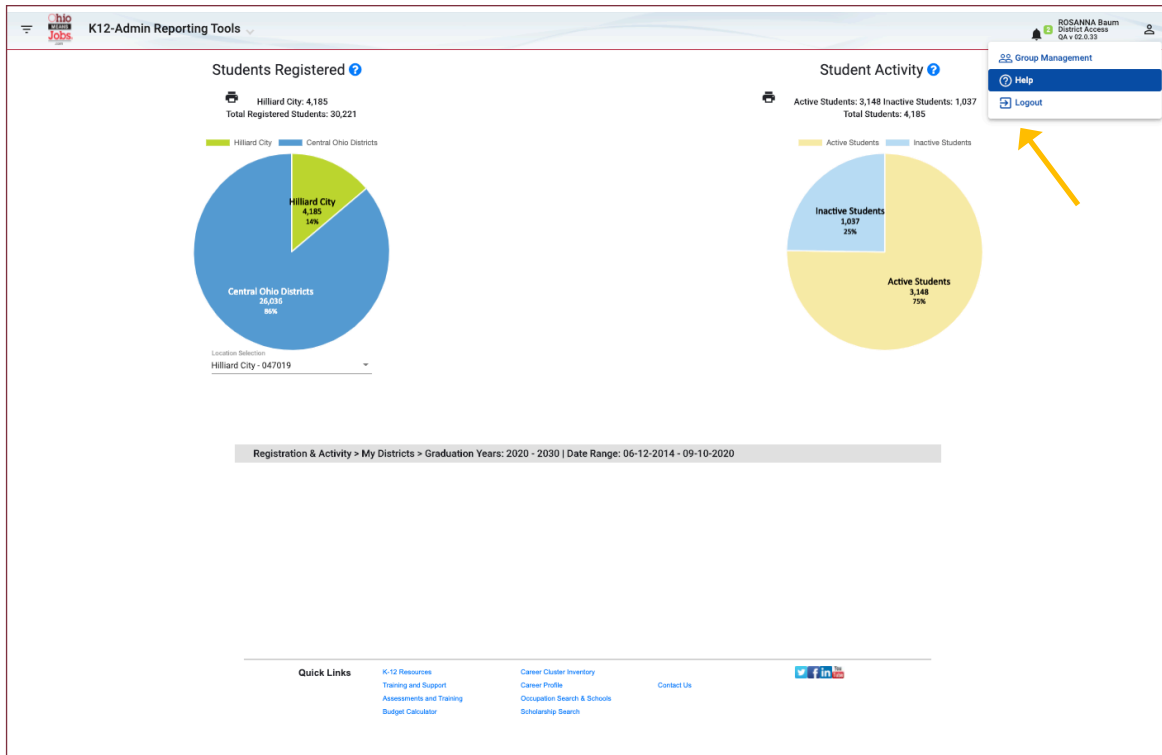 Ohio
MEANS
Jobs
K12-Admin Reporting Tools
2
ROSANNA Baum
District Access
QA v 02.0.33
Group Management
Help
Logout
Students Registered ?
Hilliard City: 4,185
Total Registered Students: 30,221
Hilliard City Central Ohio Districts
Hilliard City
4,185
14%
Central Ohio Districts
26,036
86%
Location Selection
Hilliard City - 047019
Student Activity ?
Active Students: 3,148 Inactive Students: 1,037
Total Students: 4,185
Active Students Inactive Students
Inactive Students
1,037
25%
Active Students
3,148
75%
Registration & Activity > My Districts > Graduation Years: 2020 - 2030 | Date Range: 06-12-2014 - 09-10-2020
Quick Links
K-12 Resources
Training and Support
Assessments and Training
Budget Calculator
Career Cluster Inventory
Career Profile
Occupation Search & Schools
Scholarship Search
Contact Us
You
Tube